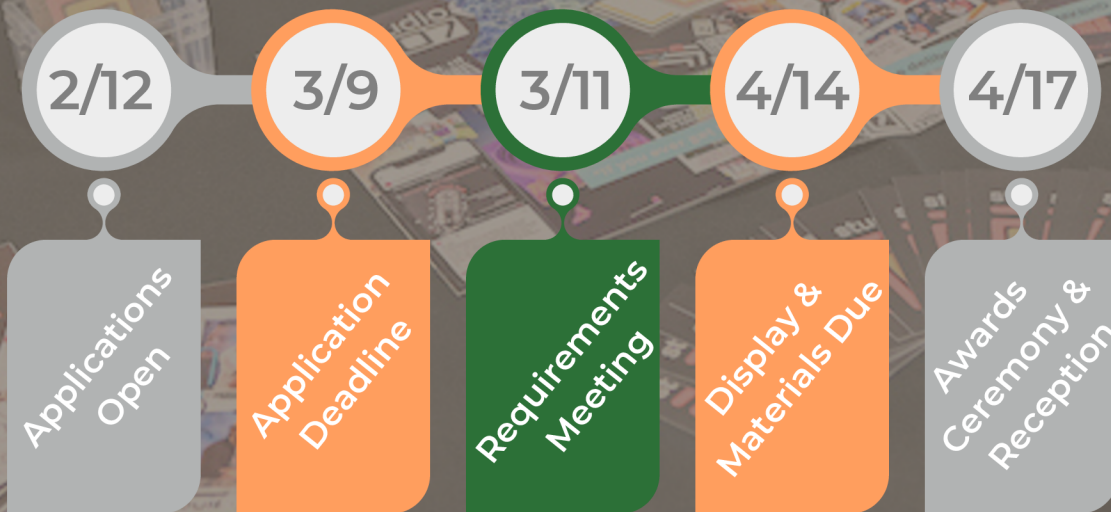 2/12
3/9
3/11
4/14
4/17
Applications
Open
Application
Deadline
Requirements
Meeting
Display &
Materials Due
Awards
Ceremony &
Reception